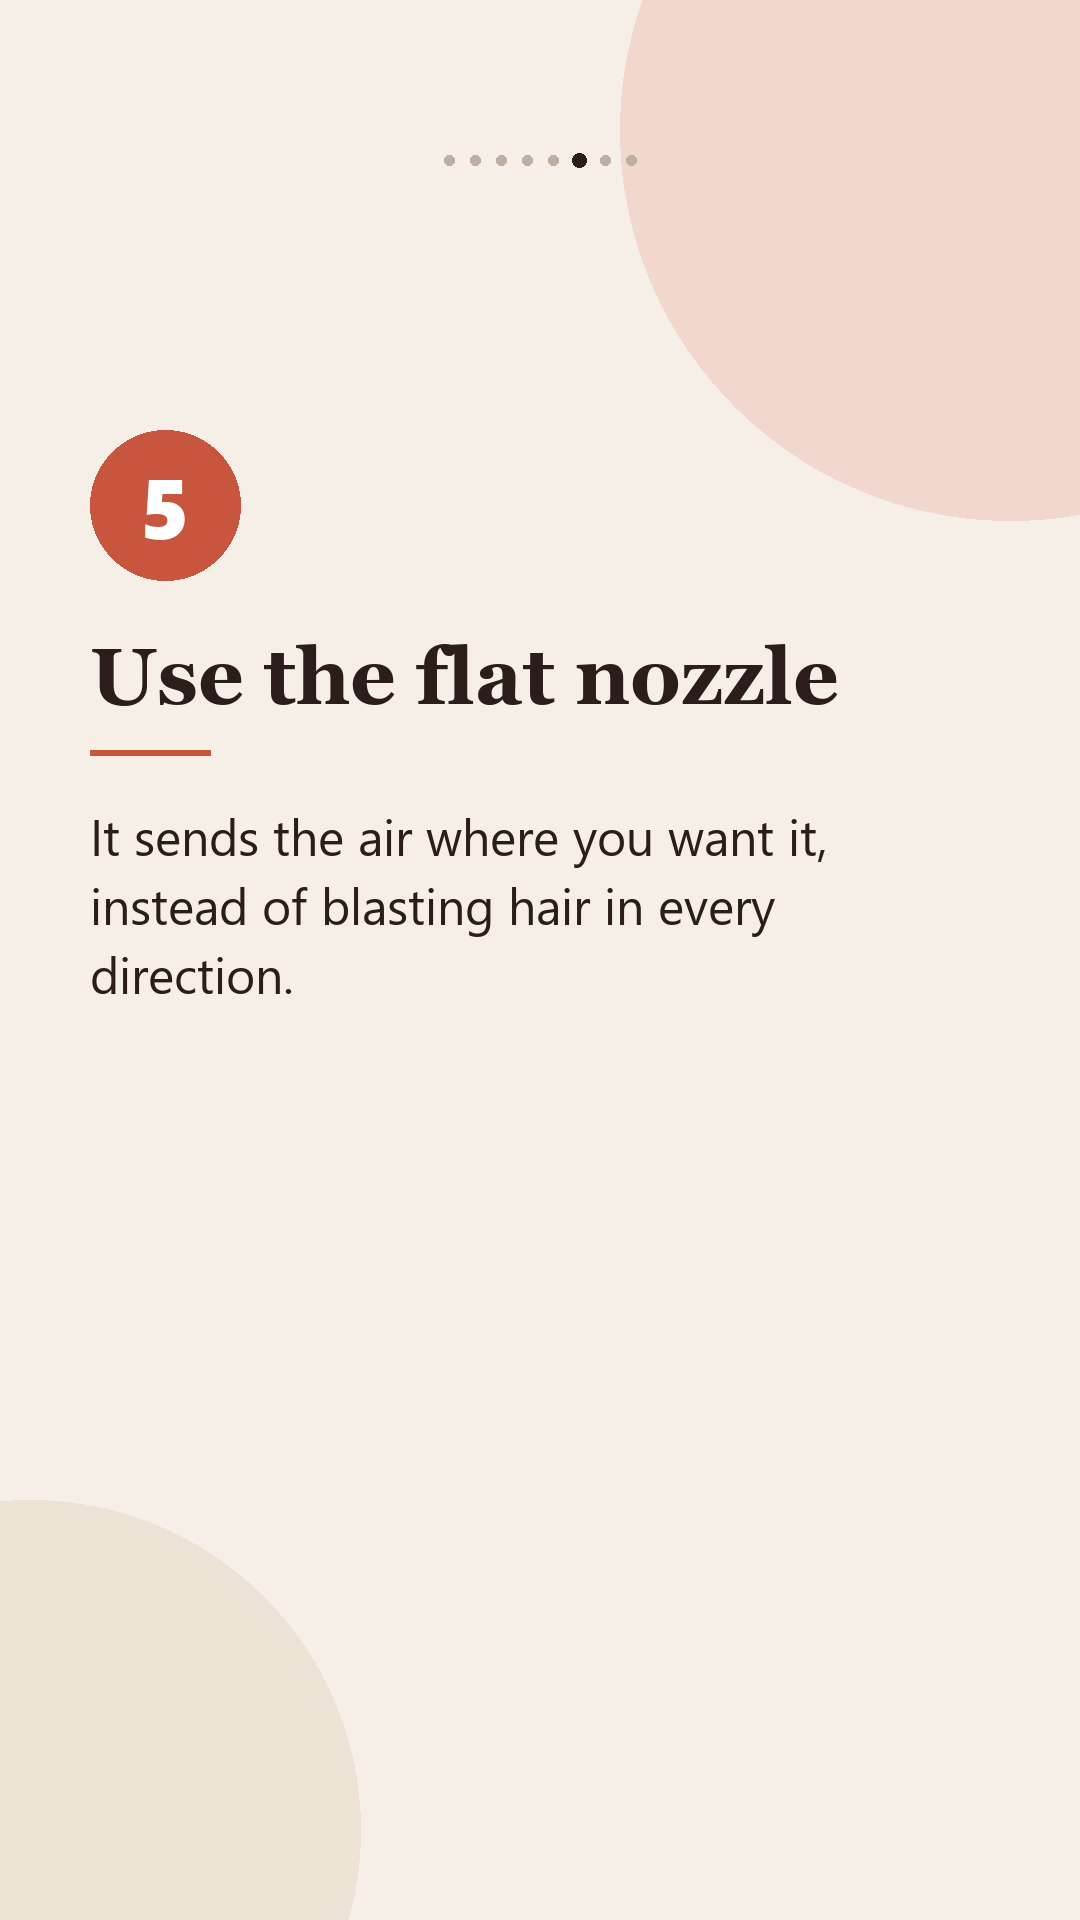 5
Use the flat nozzle
It sends the air where you want it,
instead of blasting hair in every
direction.